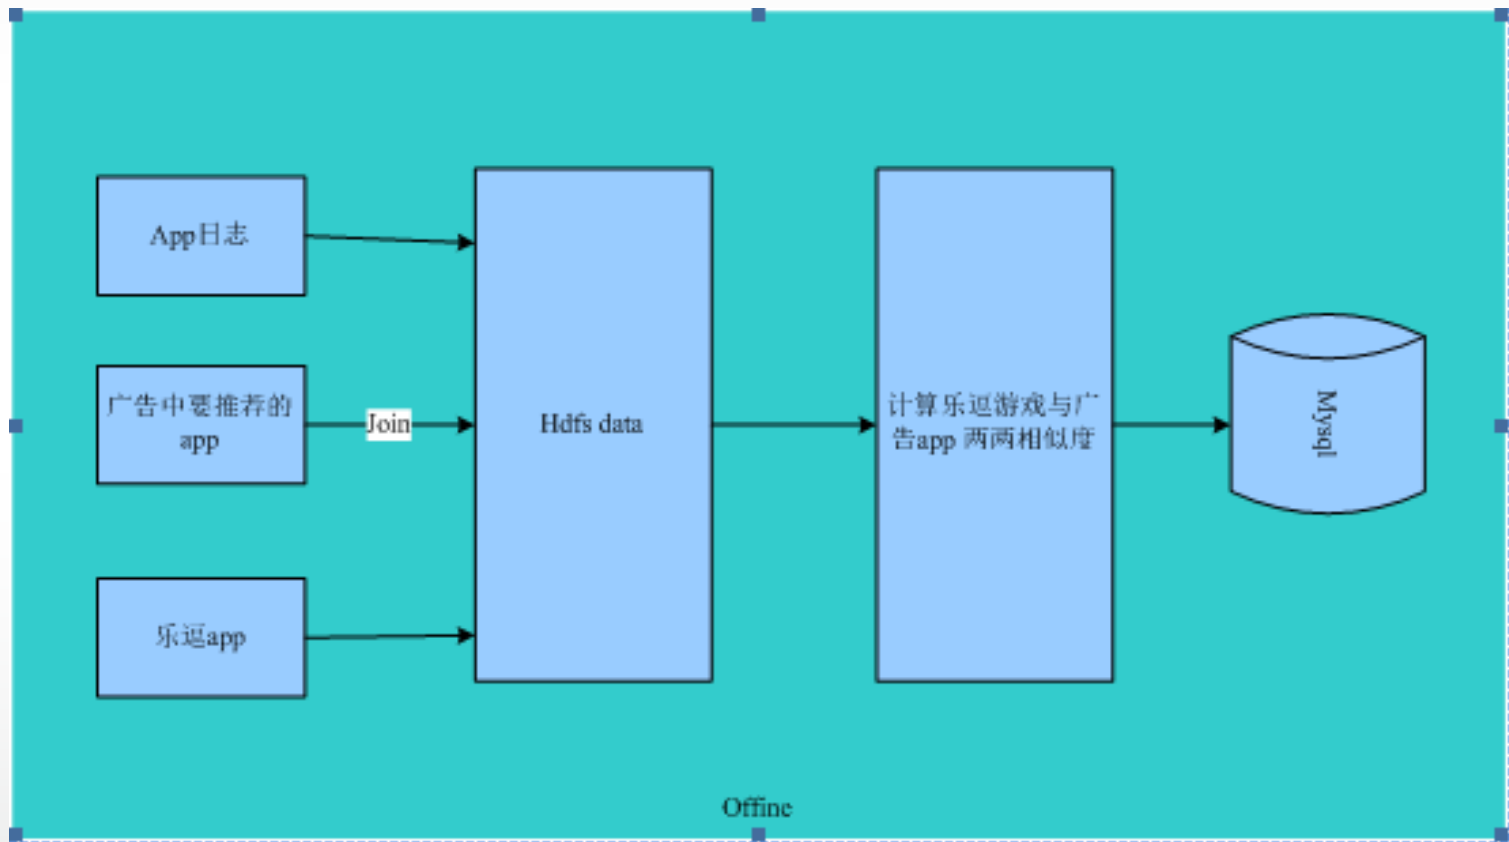 App日志
广告中要推荐的
app
Join
乐逗app
Hdfs data
计算乐逗游戏与广
告app 两两相似度
Mysql
Offine